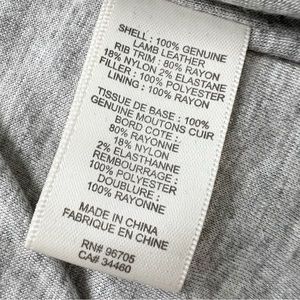 SHELL : 100% GENUINE
LAMB LEATHER
RIB TRIM : 80% RAYON
18% NYLON 2% ELASTANE
FILLER : 100% POLYESTER
LINING : 100% RAYON
TISSUE DE BASE : 100%
GENUINE MOUTONS CUIR
BORD COTE :
80% RAYONNE
18% NYLON
2% ELASTHANNE
REMBOURRAGE :
100% POLYESTER
DOUBLURE :
100% RAYONNE
MADE IN CHINA
FABRIQUE EN CHINE
RN# 96705
CA# 34460